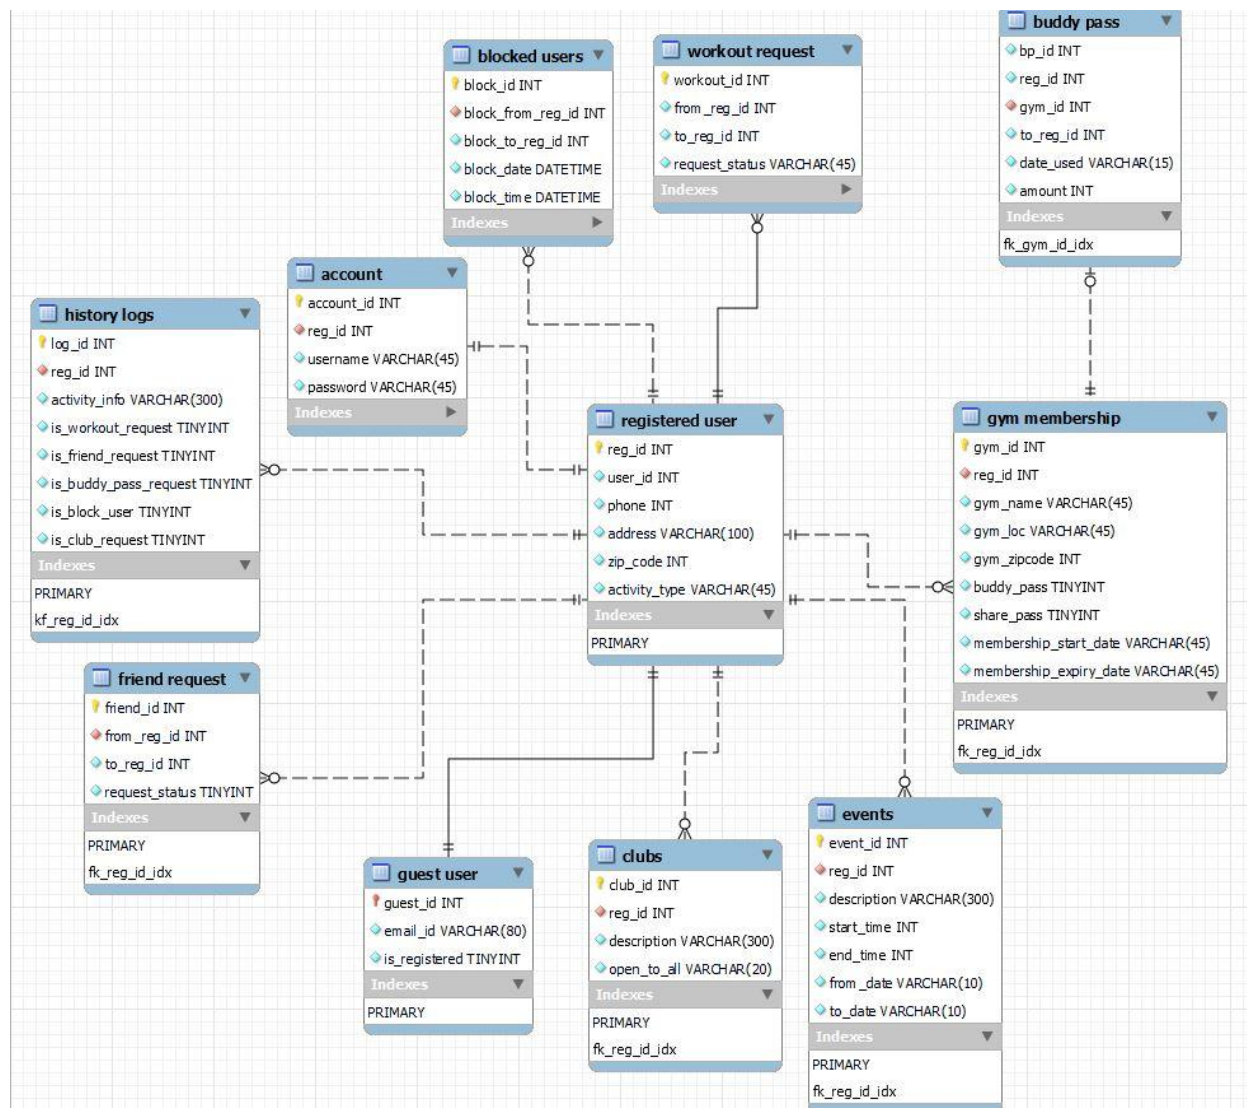 buddy pass
bp_id INT
reg_id INT
gym_id INT
to_reg_id INT
date_used VARCHAR(15)
amount INT
Indexes
fk_gym_id_idx
workout request
workout_id INT
from_reg_id INT
to_reg_id INT
request_status VARCHAR(45)
Indexes
blocked users
block_id INT
block_from_reg_id INT
block_to_reg_id INT
block_date DATETIME
block_time DATETIME
Indexes
account
account_id INT
reg_id INT
username VARCHAR(45)
password VARCHAR(45)
Indexes
history logs
log_id INT
reg_id INT
activity_info VARCHAR(300)
is_workout_request TINYINT
is_friend_request TINYINT
is_buddy_pass_request TINYINT
is_block_user TINYINT
is_club_request TINYINT
Indexes
PRIMARY
kf_reg_id_idx
registered user
reg_id INT
user_id INT
phone INT
address VARCHAR(100)
zip_code INT
activity_type VARCHAR(45)
Indexes
PRIMARY
gym membership
gym_id INT
reg_id INT
gym_name VARCHAR(45)
gym_loc VARCHAR(45)
gym_zipcode INT
buddy_pass TINYINT
share_pass TINYINT
membership_start_date VARCHAR(45)
membership_expiry_date VARCHAR(45)
Indexes
PRIMARY
fk_reg_id_idx
friend request
friend_id INT
from_reg_id INT
to_reg_id INT
request_status TINYINT
Indexes
PRIMARY
fk_reg_id_idx
guest user
guest_id INT
email_id VARCHAR(80)
is_registered TINYINT
Indexes
PRIMARY
clubs
club_id INT
reg_id INT
description VARCHAR(300)
open_to_all VARCHAR(20)
Indexes
PRIMARY
fk_reg_id_idx
events
event_id INT
reg_id INT
description VARCHAR(300)
start_time INT
end_time INT
from_date VARCHAR(10)
to_date VARCHAR(10)
Indexes
PRIMARY
fk_reg_id_idx